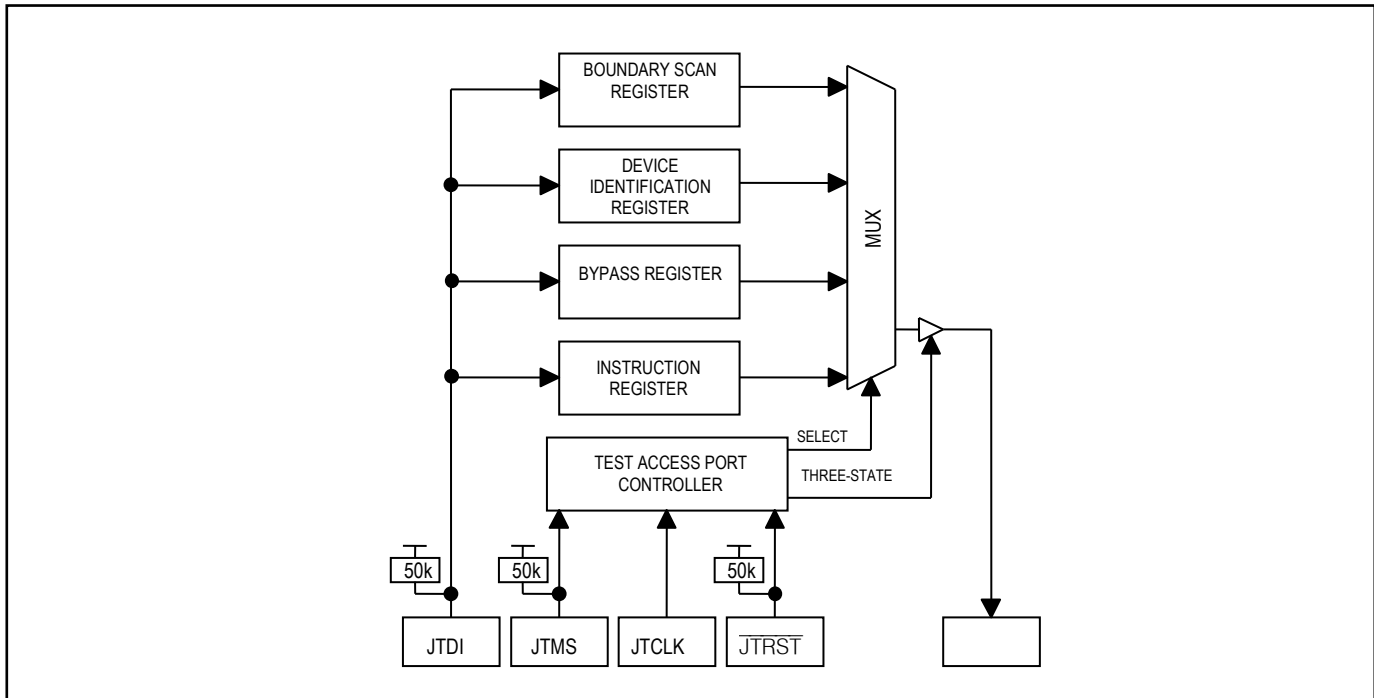 BOUNDARY SCAN
REGISTER
DEVICE
IDENTIFICATION
REGISTER
BYPASS REGISTER
INSTRUCTION
REGISTER
MUX
SELECT
TEST ACCESS PORT
CONTROLLER
THREE-STATE
50k
50k
50k
JTDI
JTMS
JTCLK
J̅T̅R̅S̅T̅